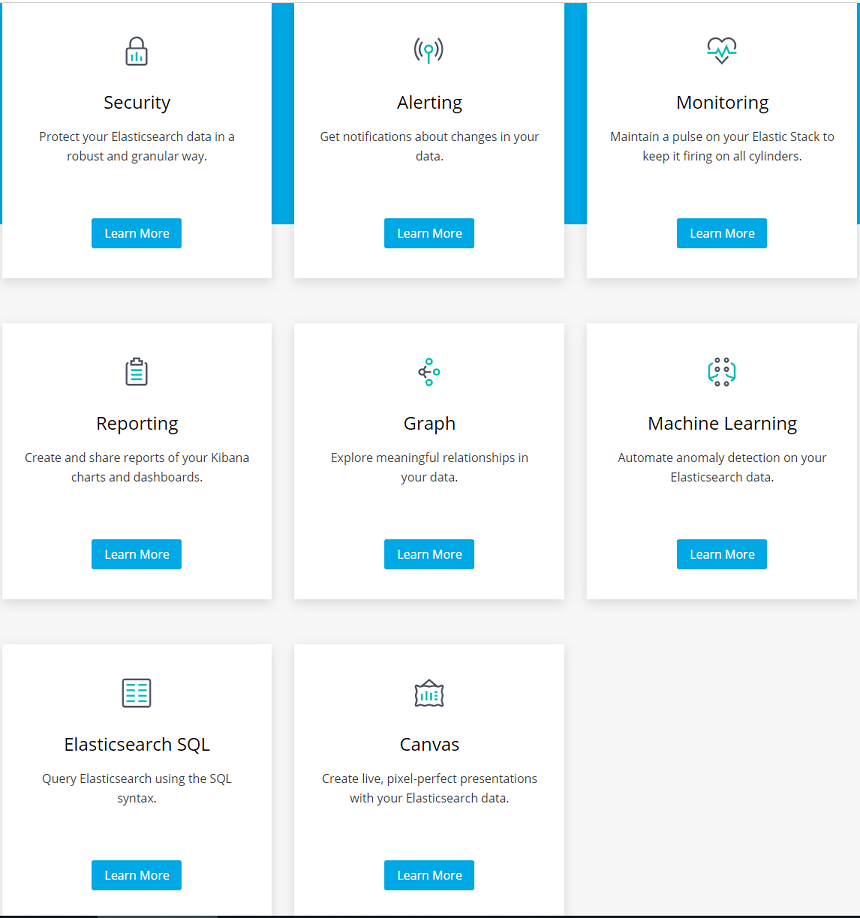 Security
Protect your Elasticsearch data in a
robust and granular way.
Learn More
Alerting
Get notifications about changes in your
data.
Learn More
Monitoring
Maintain a pulse on your Elastic Stack to
keep it firing on all cylinders.
Learn More
Reporting
Create and share reports of your Kibana
charts and dashboards.
Learn More
Graph
Explore meaningful relationships in
your data.
Learn More
Machine Learning
Automate anomaly detection on your
Elasticsearch data.
Learn More
Elasticsearch SQL
Query Elasticsearch using the SQL
syntax.
Learn More
Canvas
Create live, pixel-perfect presentations
with your Elasticsearch data.
Learn More